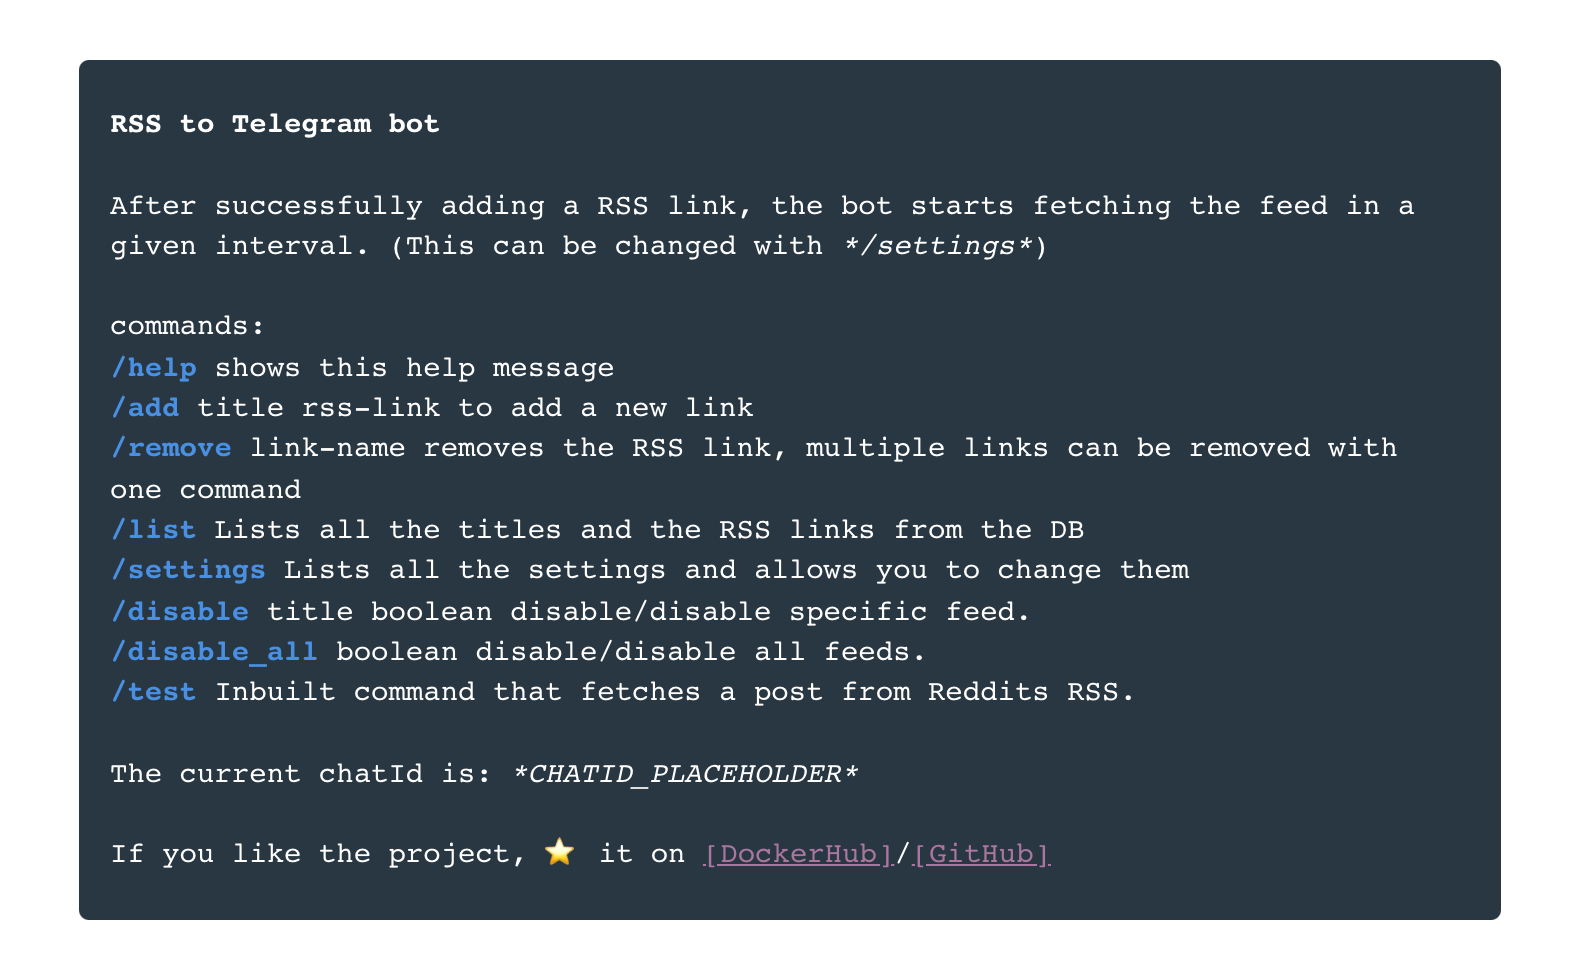 RSS to Telegram bot
After successfully adding a RSS link, the bot starts fetching the feed in a
given interval. (This can be changed with */settings*)
commands:
/help shows this help message
/add title rss-link to add a new link
/remove link-name removes the RSS link, multiple links can be removed with
one command
/list Lists all the titles and the RSS links from the DB
/settings Lists all the settings and allows you to change them
/disable title boolean disable/disable specific feed.
/disable_all boolean disable/disable all feeds.
/test Inbuilt command that fetches a post from Reddits RSS.
The current chatId is: *CHATID_PLACEHOLDER*
If you like the project, ⭐ it on [DockerHub]/[GitHub]